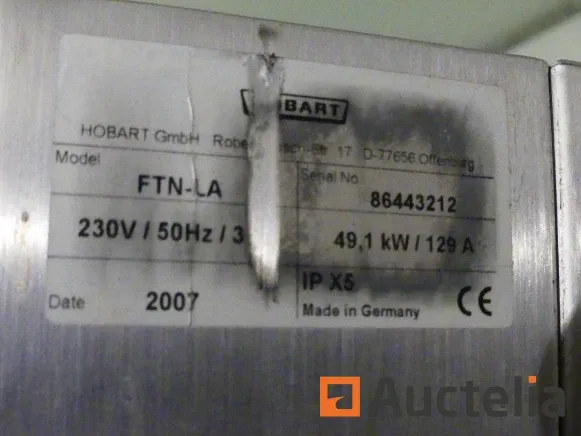 HOBART
HOBART GmbH 17 D-77656 Offenburg
Model
FTN-LA
Serial No
86443212
230V / 50Hz / 3
49,1 kW / 129 A
Date 2007
IP X5
Made in Germany
CE
Auctelia